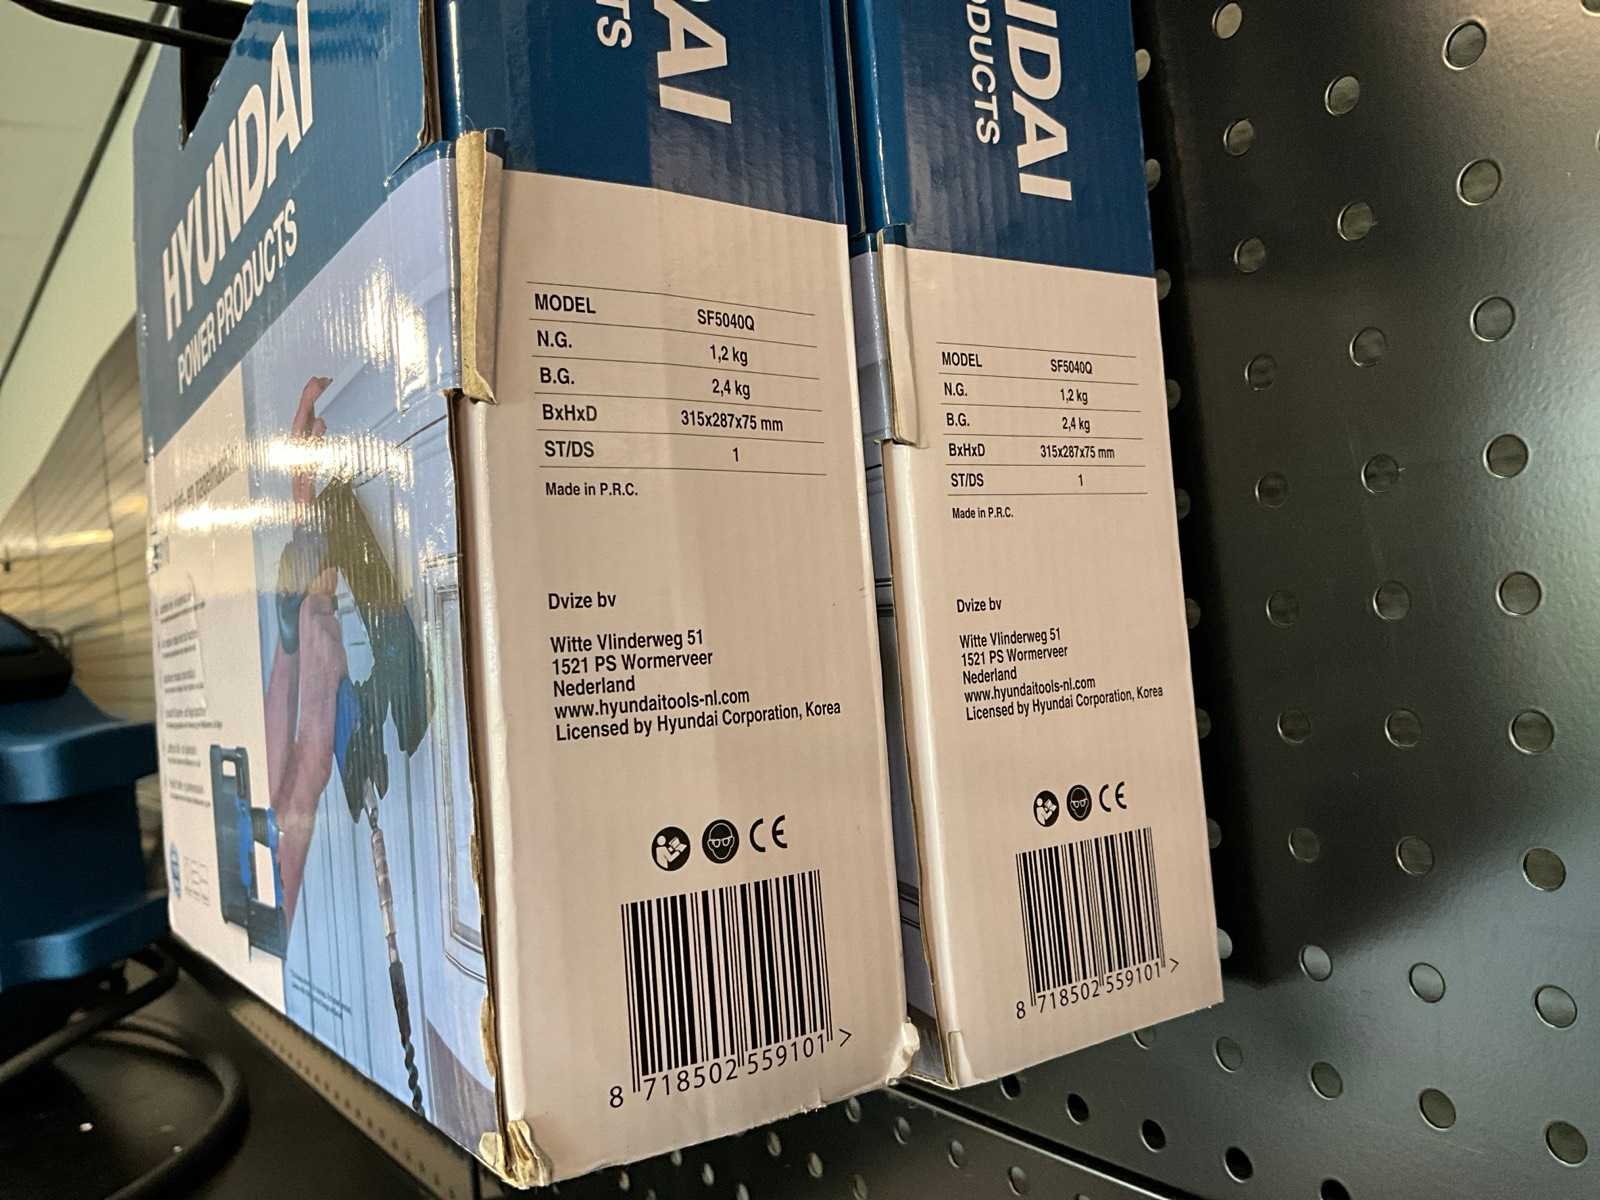 HYUNDAI
POWER PRODUCTS
AI
TS
MODEL SF5040Q
N.G. 1,2 kg
B.G. 2,4 kg
BxHxD 315x287x75 mm
ST/DS 1
Made in P.R.C.
Dvize bv
Witte Vlinderweg 51
1521 PS Wormerveer
Nederland
www.hyundaitools-nl.com
Licensed by Hyundai Corporation, Korea
CE
8 718502 559101 >
IDAI
DUCTS
MODEL SF5040Q
N.G. 1,2 kg
B.G. 2,4 kg
BxHxD 315x287x75 mm
ST/DS 1
Made in P.R.C.
Dvize bv
Witte Vlinderweg 51
1521 PS Wormerveer
Nederland
www.hyundaitools-nl.com
Licensed by Hyundai Corporation, Korea
CE
8 718502 559101 >